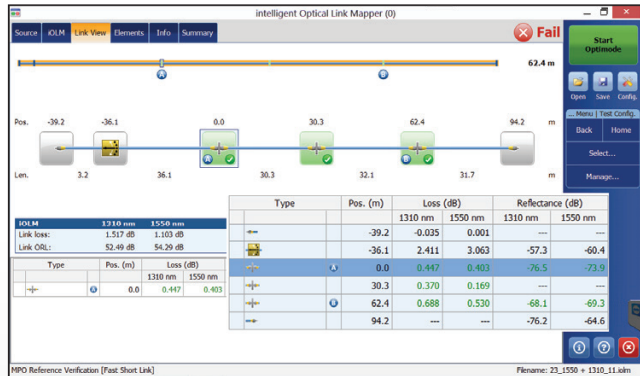 intelligent Optical Link Mapper (0)
Source iOLM Link View Elements Info Summary
Fail
Start Optimode
62.4 m
A B
Open Save Config.
... Menu Test Config.
Back Home
Select...
Manage...
Pos. -39.2 -36.1 0.0 30.3 62.4 94.2 m
A B
Len. 3.2 36.1 30.3 32.1 31.7 m
iOLM 1310 nm 1550 nm
Link loss: 1.517 dB 1.103 dB
Link ORL: 52.49 dB 54.29 dB
Type Pos. (m) Loss (dB)
1310 nm 1550 nm
A 0.0 0.447 0.403
Type Pos. (m) Loss (dB) Reflectance (dB)
1310 nm 1550 nm 1310 nm 1550 nm
-39.2 -0.035 0.001 --- ---
-36.1 2.411 3.063 -57.3 -60.4
A 0.0 0.447 0.403 -76.5 -73.9
30.3 0.370 0.169 --- ---
B 62.4 0.688 0.530 -68.1 -69.3
94.2 --- --- -76.2 -64.6
MPO Reference Verification [Fast Short Link]
Filename: 23_1550 + 1310_11.iolm